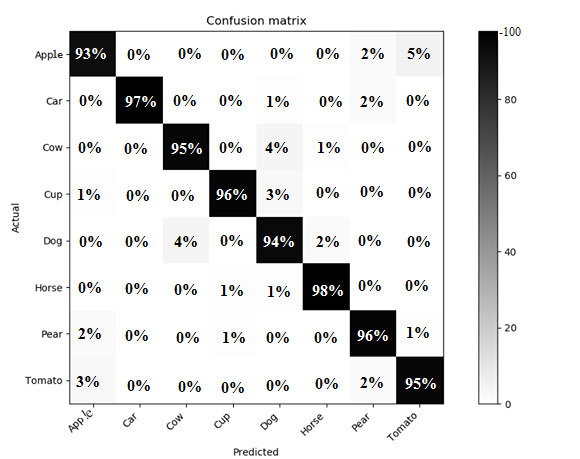 Confusion matrix
Apple 93% 0% 0% 0% 0% 0% 2% 5%
Car 0% 97% 0% 0% 1% 0% 2% 0%
Cow 0% 0% 95% 0% 4% 1% 0% 0%
Cup 1% 0% 0% 96% 3% 0% 0% 0%
Dog 0% 0% 4% 0% 94% 2% 0% 0%
Horse 0% 0% 0% 1% 1% 98% 0% 0%
Pear 2% 0% 0% 1% 0% 0% 96% 1%
Tomato 3% 0% 0% 0% 0% 0% 2% 95%
Apple Car Cow Cup Dog Horse Pear Tomato
Predicted
Actual
100
80
60
40
20
0